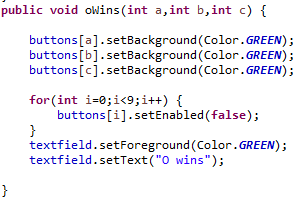 public void oWins(int a,int b,int c) {
buttons[a].setBackground(Color.GREEN);
buttons[b].setBackground(Color.GREEN);
buttons[c].setBackground(Color.GREEN);
for(int i=0;i<9;i++) {
buttons[i].setEnabled(false);
}
textfield.setForeground(Color.GREEN);
textfield.setText("O wins");
}